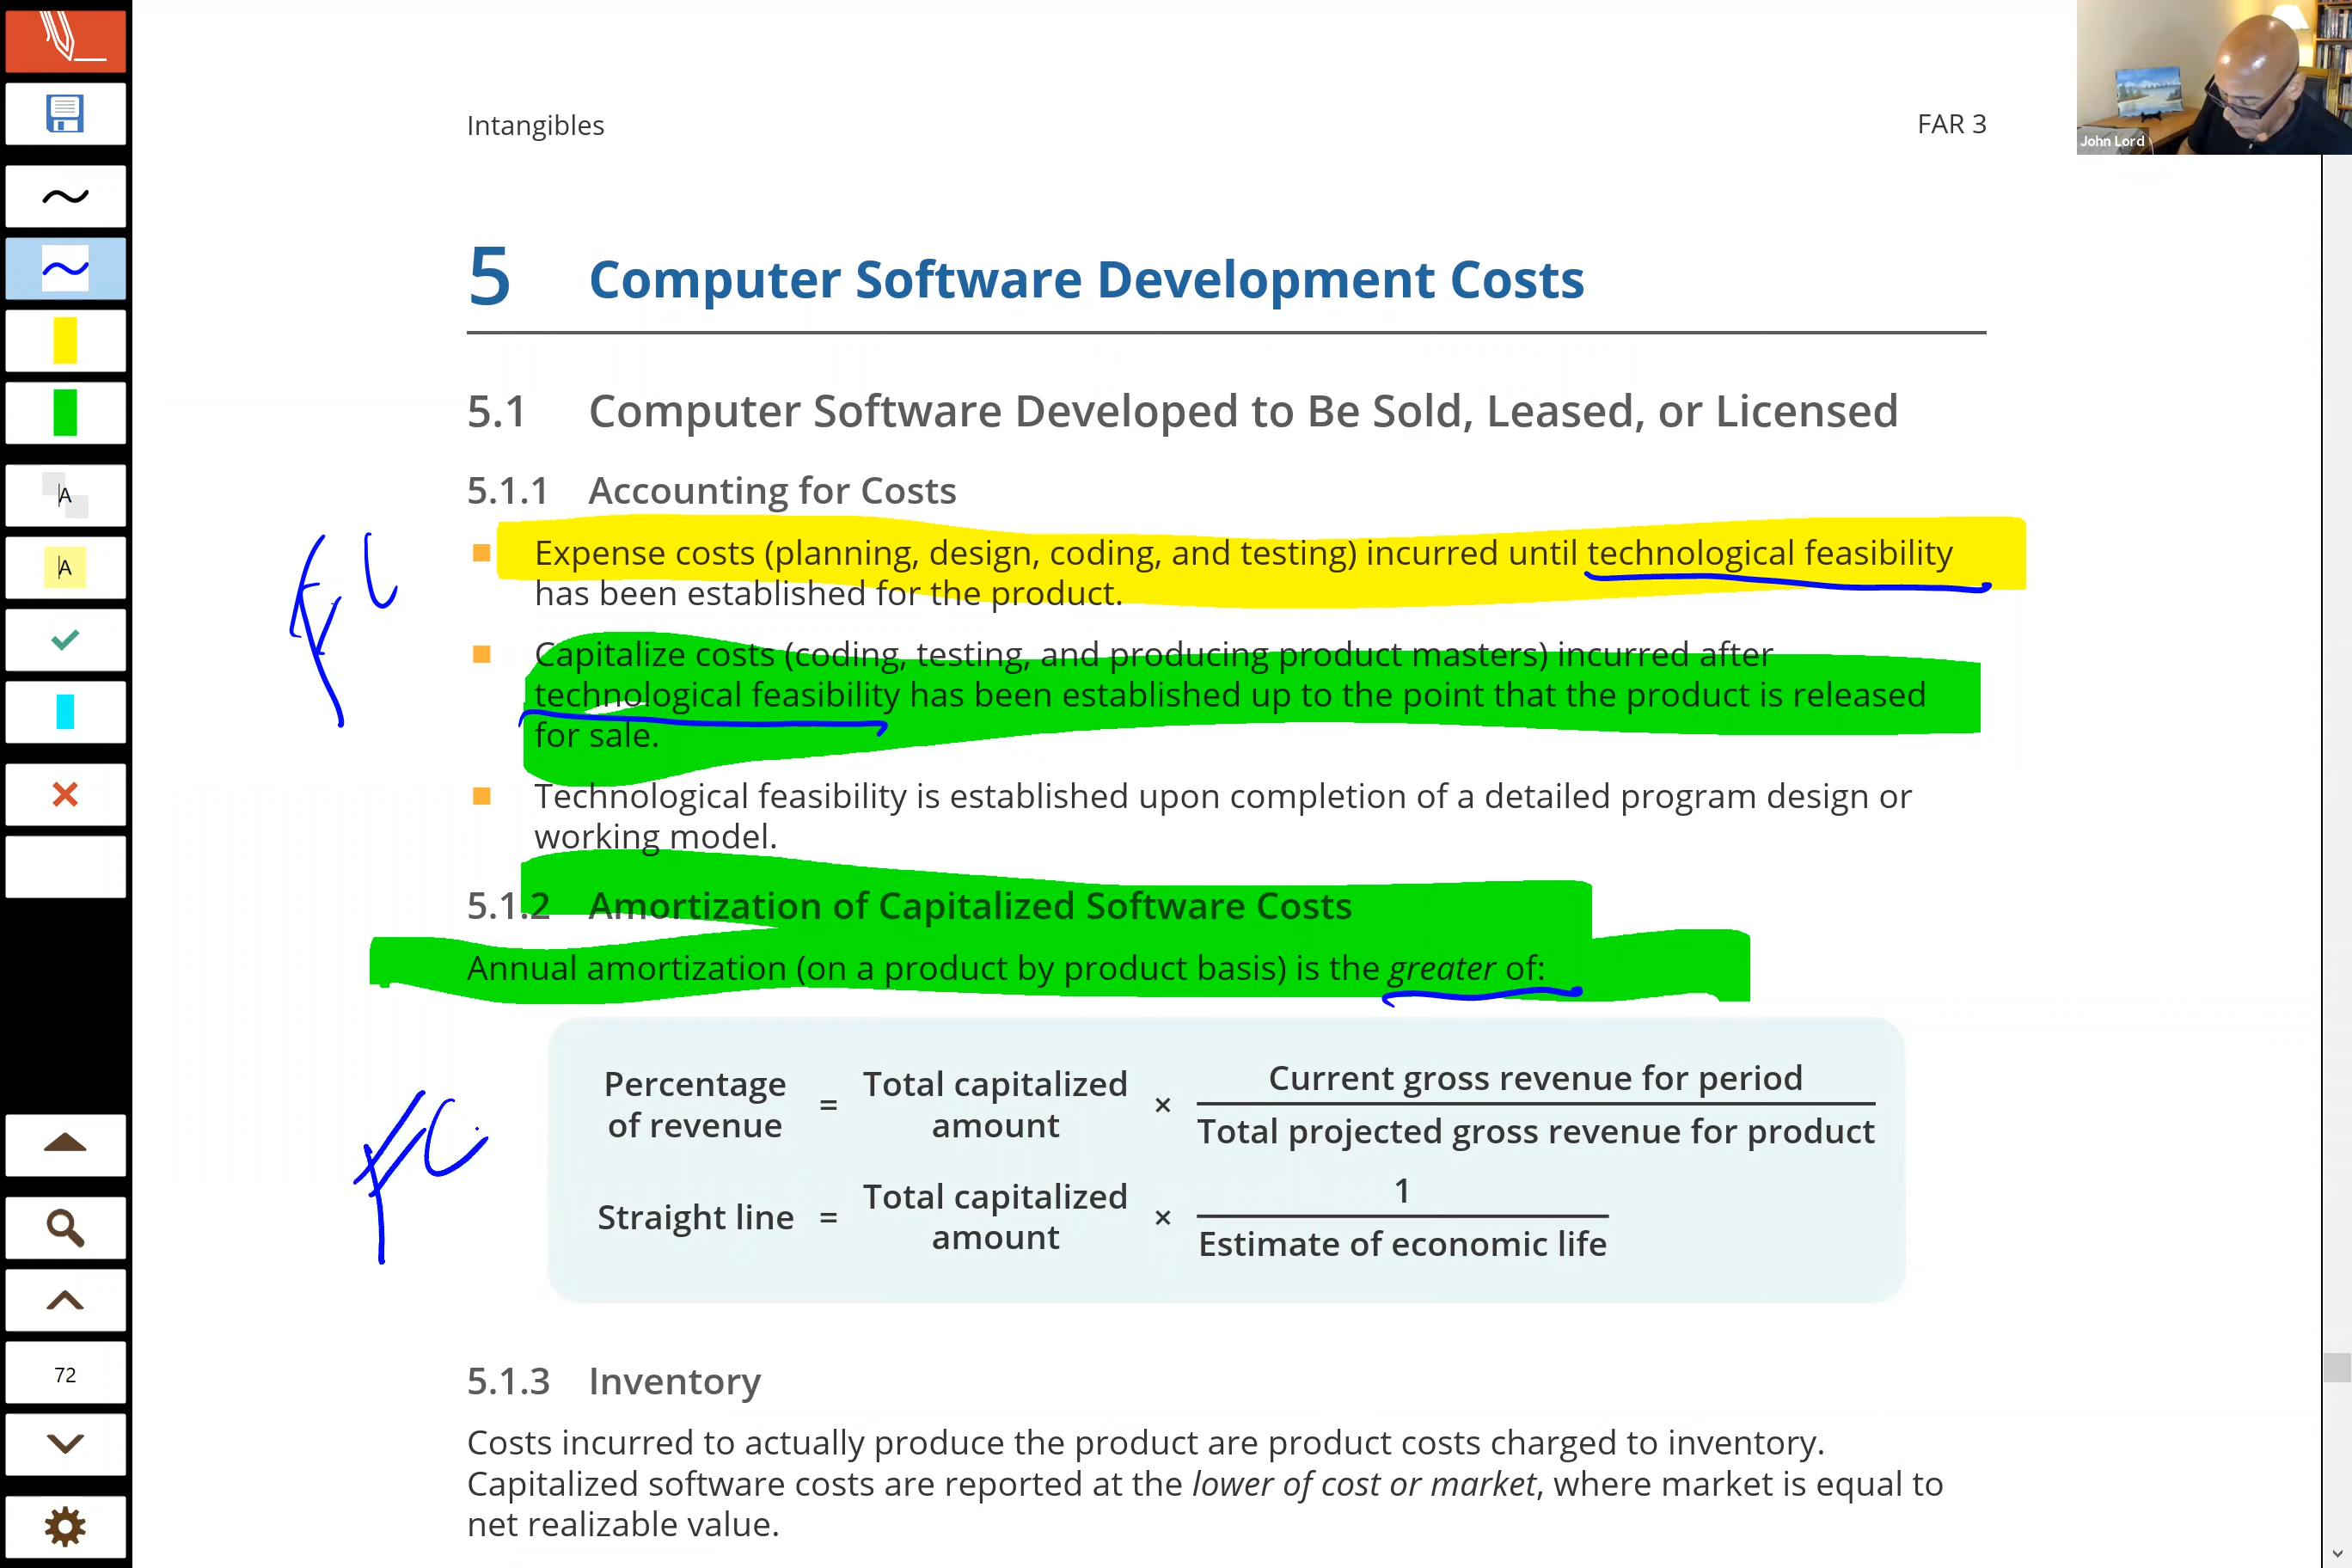 Intangibles
FAR 3
John Lord
5 Computer Software Development Costs
5.1 Computer Software Developed to Be Sold, Leased, or Licensed
5.1.1 Accounting for Costs
Expense costs (planning, design, coding, and testing) incurred until technological feasibility
has been established for the product.
Capitalize costs (coding, testing, and producing product masters) incurred after
technological feasibility has been established up to the point that the product is released
for sale.
Technological feasibility is established upon completion of a detailed program design or
working model.
5.1.2 Amortization of Capitalized Software Costs
Annual amortization (on a product by product basis) is the greater of:
Percentage of revenue = Total capitalized amount × Current gross revenue for period / Total projected gross revenue for product
Straight line = Total capitalized amount × 1 / Estimate of economic life
5.1.3 Inventory
Costs incurred to actually produce the product are product costs charged to inventory.
Capitalized software costs are reported at the lower of cost or market, where market is equal to
net realizable value.
A
A
72